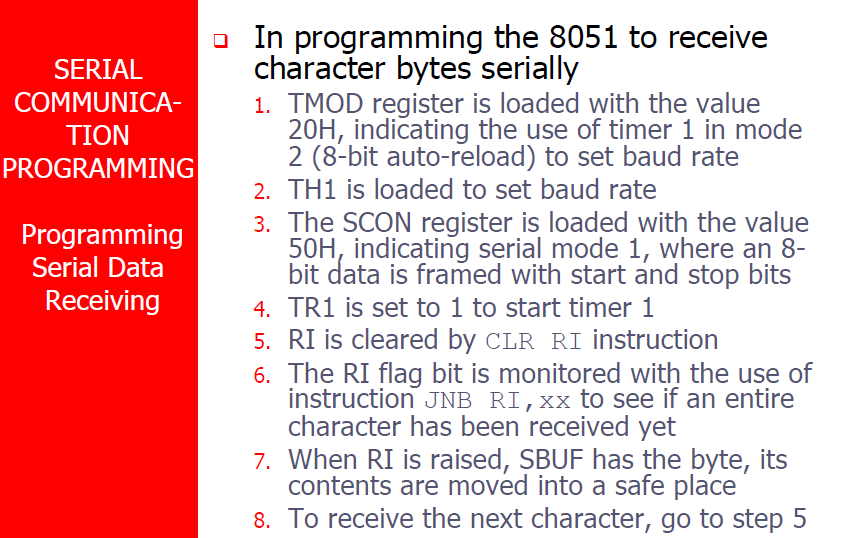 SERIAL
COMMUNICA-
TION
PROGRAMMING
Programming
Serial Data
Receiving
In programming the 8051 to receive
character bytes serially
1. TMOD register is loaded with the value
20H, indicating the use of timer 1 in mode
2 (8-bit auto-reload) to set baud rate
2. TH1 is loaded to set baud rate
3. The SCON register is loaded with the value
50H, indicating serial mode 1, where an 8-
bit data is framed with start and stop bits
4. TR1 is set to 1 to start timer 1
5. RI is cleared by CLR RI instruction
6. The RI flag bit is monitored with the use of
instruction JNB RI,xx to see if an entire
character has been received yet
7. When RI is raised, SBUF has the byte, its
contents are moved into a safe place
8. To receive the next character, go to step 5